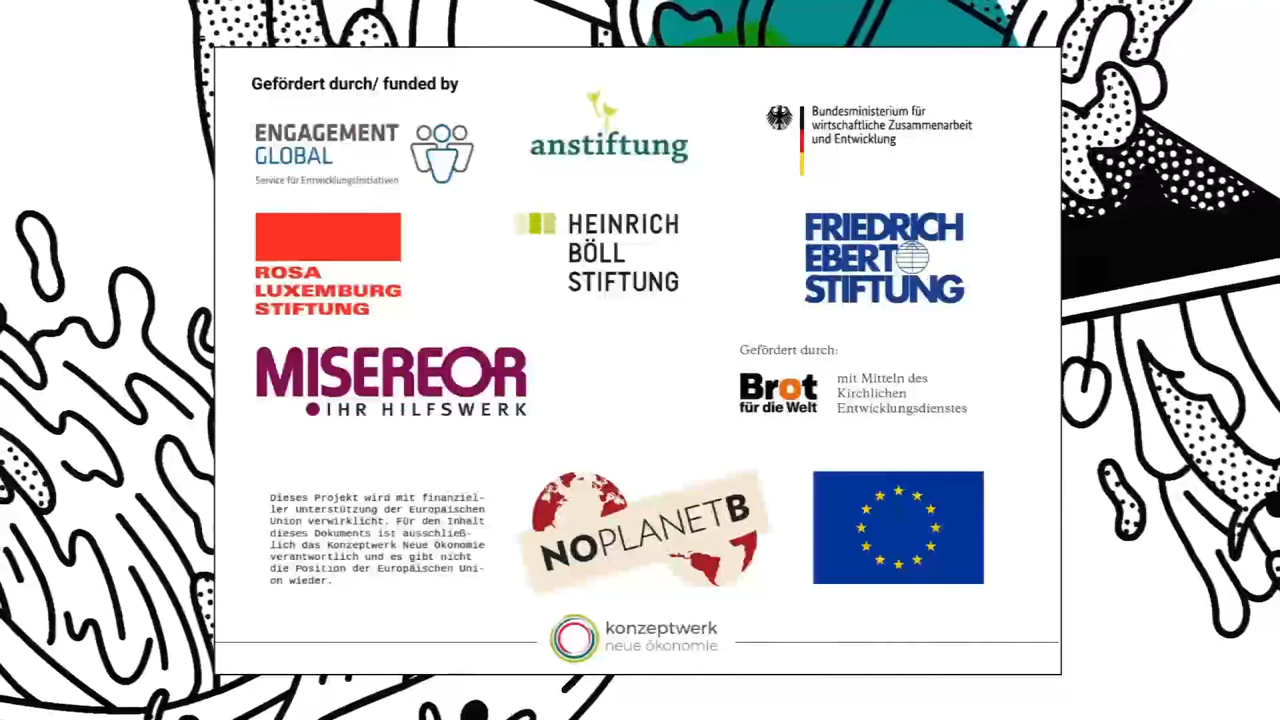 Gefördert durch/ funded by
ENGAGEMENT
GLOBAL
Service für Entwicklungsinitiativen
anstiftung
Bundesministerium für
wirtschaftliche Zusammenarbeit
und Entwicklung
ROSA
LUXEMBURG
STIFTUNG
HEINRICH
BÖLL
STIFTUNG
FRIEDRICH
EBERT
STIFTUNG
MISEREOR
IHR HILFSWERK
Gefördert durch:
Brot
für die Welt
mit Mitteln des
Kirchlichen
Entwicklungsdienstes
Dieses Projekt wird mit finanziel-
ler unterstützung der Europäischen
Union verwirklicht. Für den Inhalt
dieses Dokuments ist ausschließ-
lich das Konzeptwerk Neue Ökonomie
verantwortlich und es gibt nicht
die Position der Europäischen Uni-
on wieder.
NOPLANETB
konzeptwerk
neue ökonomie